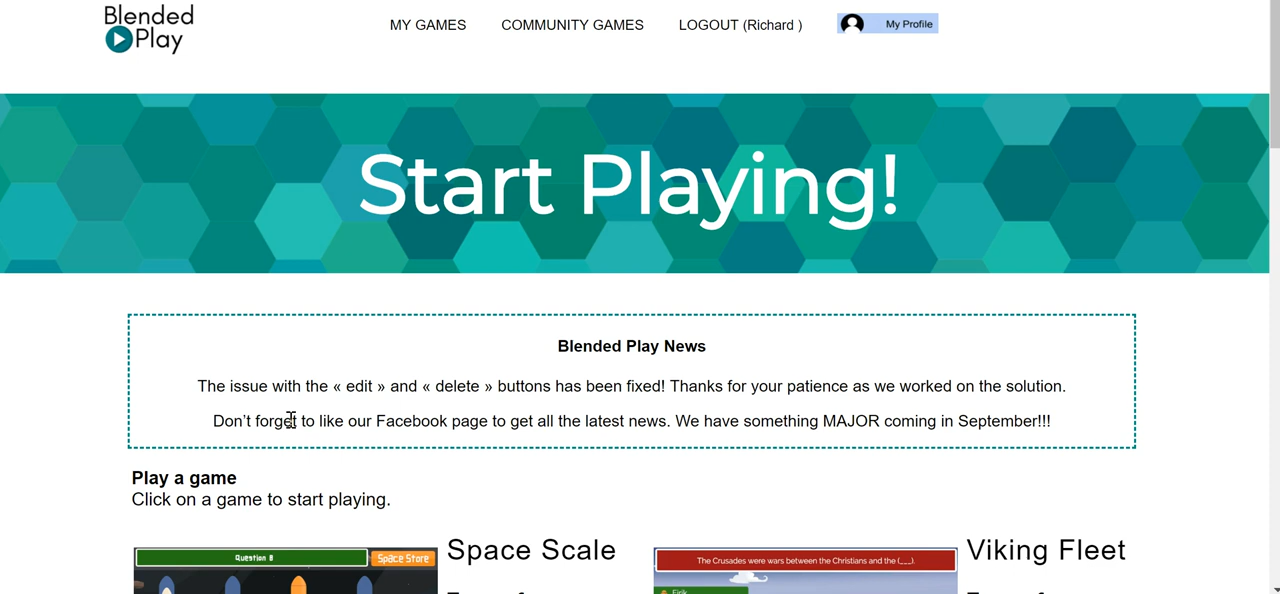 Blended
Play
MY GAMES
COMMUNITY GAMES
LOGOUT (Richard )
My Profile
Start Playing!
Blended Play News
The issue with the « edit » and « delete » buttons has been fixed! Thanks for your patience as we worked on the solution.
Don't forget to like our Facebook page to get all the latest news. We have something MAJOR coming in September!!!
Play a game
Click on a game to start playing.
Question 8
Space Store
Space Scale
The Crusades were wars between the Christians and the (___).
Eirik
Viking Fleet